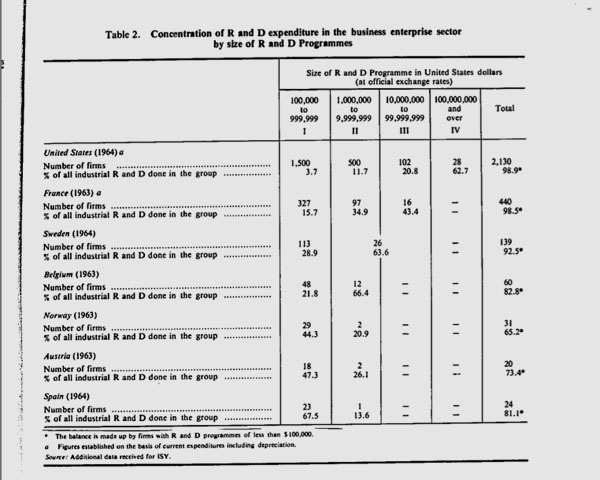 Table 2. Concentration of R and D expenditure in the business enterprise sector
by size of R and D Programmes
Size of R and D Programme in United States dollars
(at official exchange rates)
100,000 to 999,999 I 1,000,000 to 9,999,999 II 10,000,000 to 99,999,999 III 100,000,000 and over IV Total
United States (1964) a
Number of firms 1,500 500 102 28 2,130
% of all industrial R and D done in the group 3.7 11.7 20.8 62.7 98.9*
France (1963) a
Number of firms 327 97 16 — 440
% of all industrial R and D done in the group 15.7 34.9 43.4 — 98.5*
Sweden (1964)
Number of firms 113 26 — 139
% of all industrial R and D done in the group 28.9 63.6 — 92.5*
Belgium (1963)
Number of firms 48 12 — — 60
% of all industrial R and D done in the group 21.8 66.4 — — 82.8*
Norway (1963)
Number of firms 29 2 — — 31
% of all industrial R and D done in the group 44.3 20.9 — — 65.2*
Austria (1963)
Number of firms 18 2 — — 20
% of all industrial R and D done in the group 47.3 26.1 — — 73.4*
Spain (1964)
Number of firms 23 1 — — 24
% of all industrial R and D done in the group 67.5 13.6 — — 81.1*
* The balance is made up by firms with R and D programmes of less than $100,000.
a Figures established on the basis of current expenditures including depreciation.
Source: Additional data received for ISY.